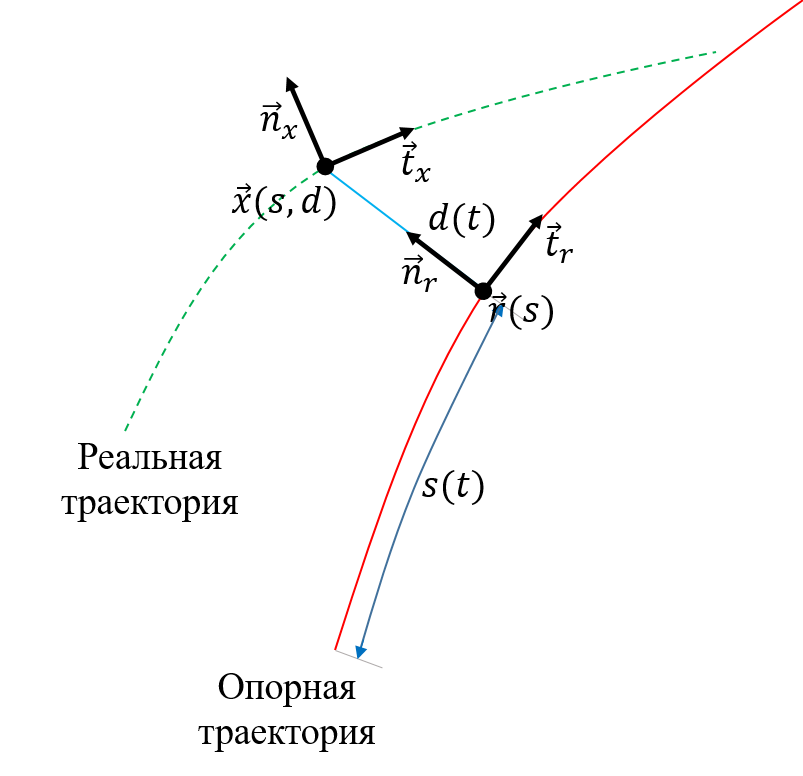 n⃗ₓ
t⃗ₓ
x⃗(s, d)
d(t)
t⃗ᵣ
n⃗ᵣ
r⃗(s)
Реальная
траектория
s(t)
Опорная
траектория